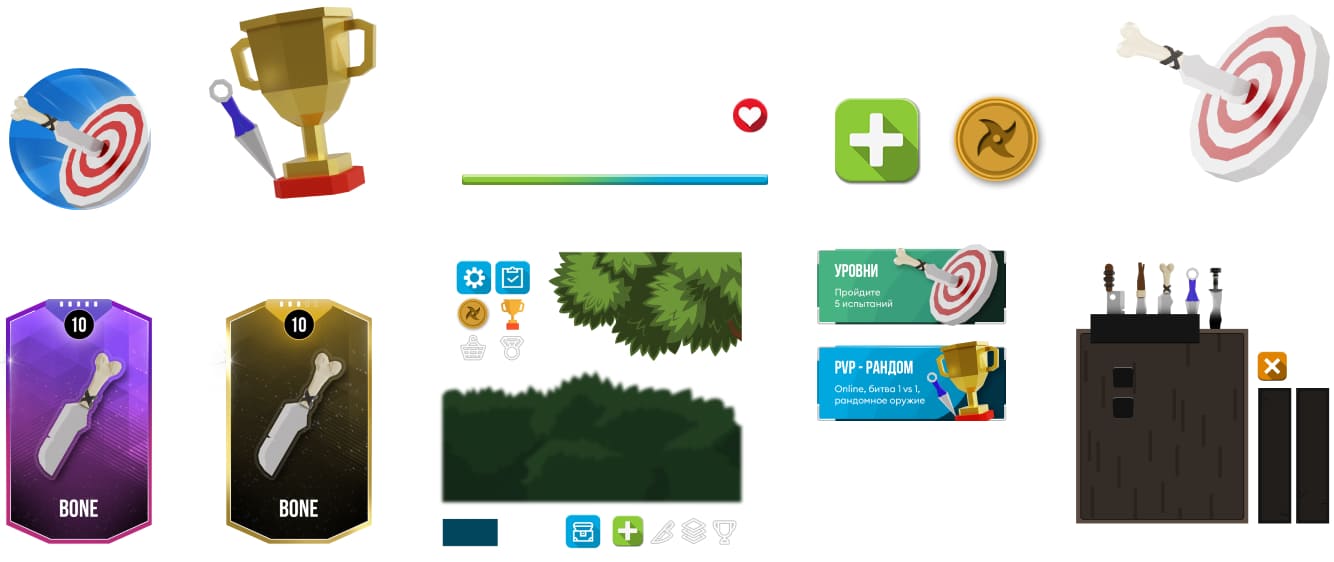 УРОВНИ
Пройдите
5 испытаний
10
10
PVP - РАНДОМ
Online, битва 1 vs 1,
рандомное оружие
BONE
BONE